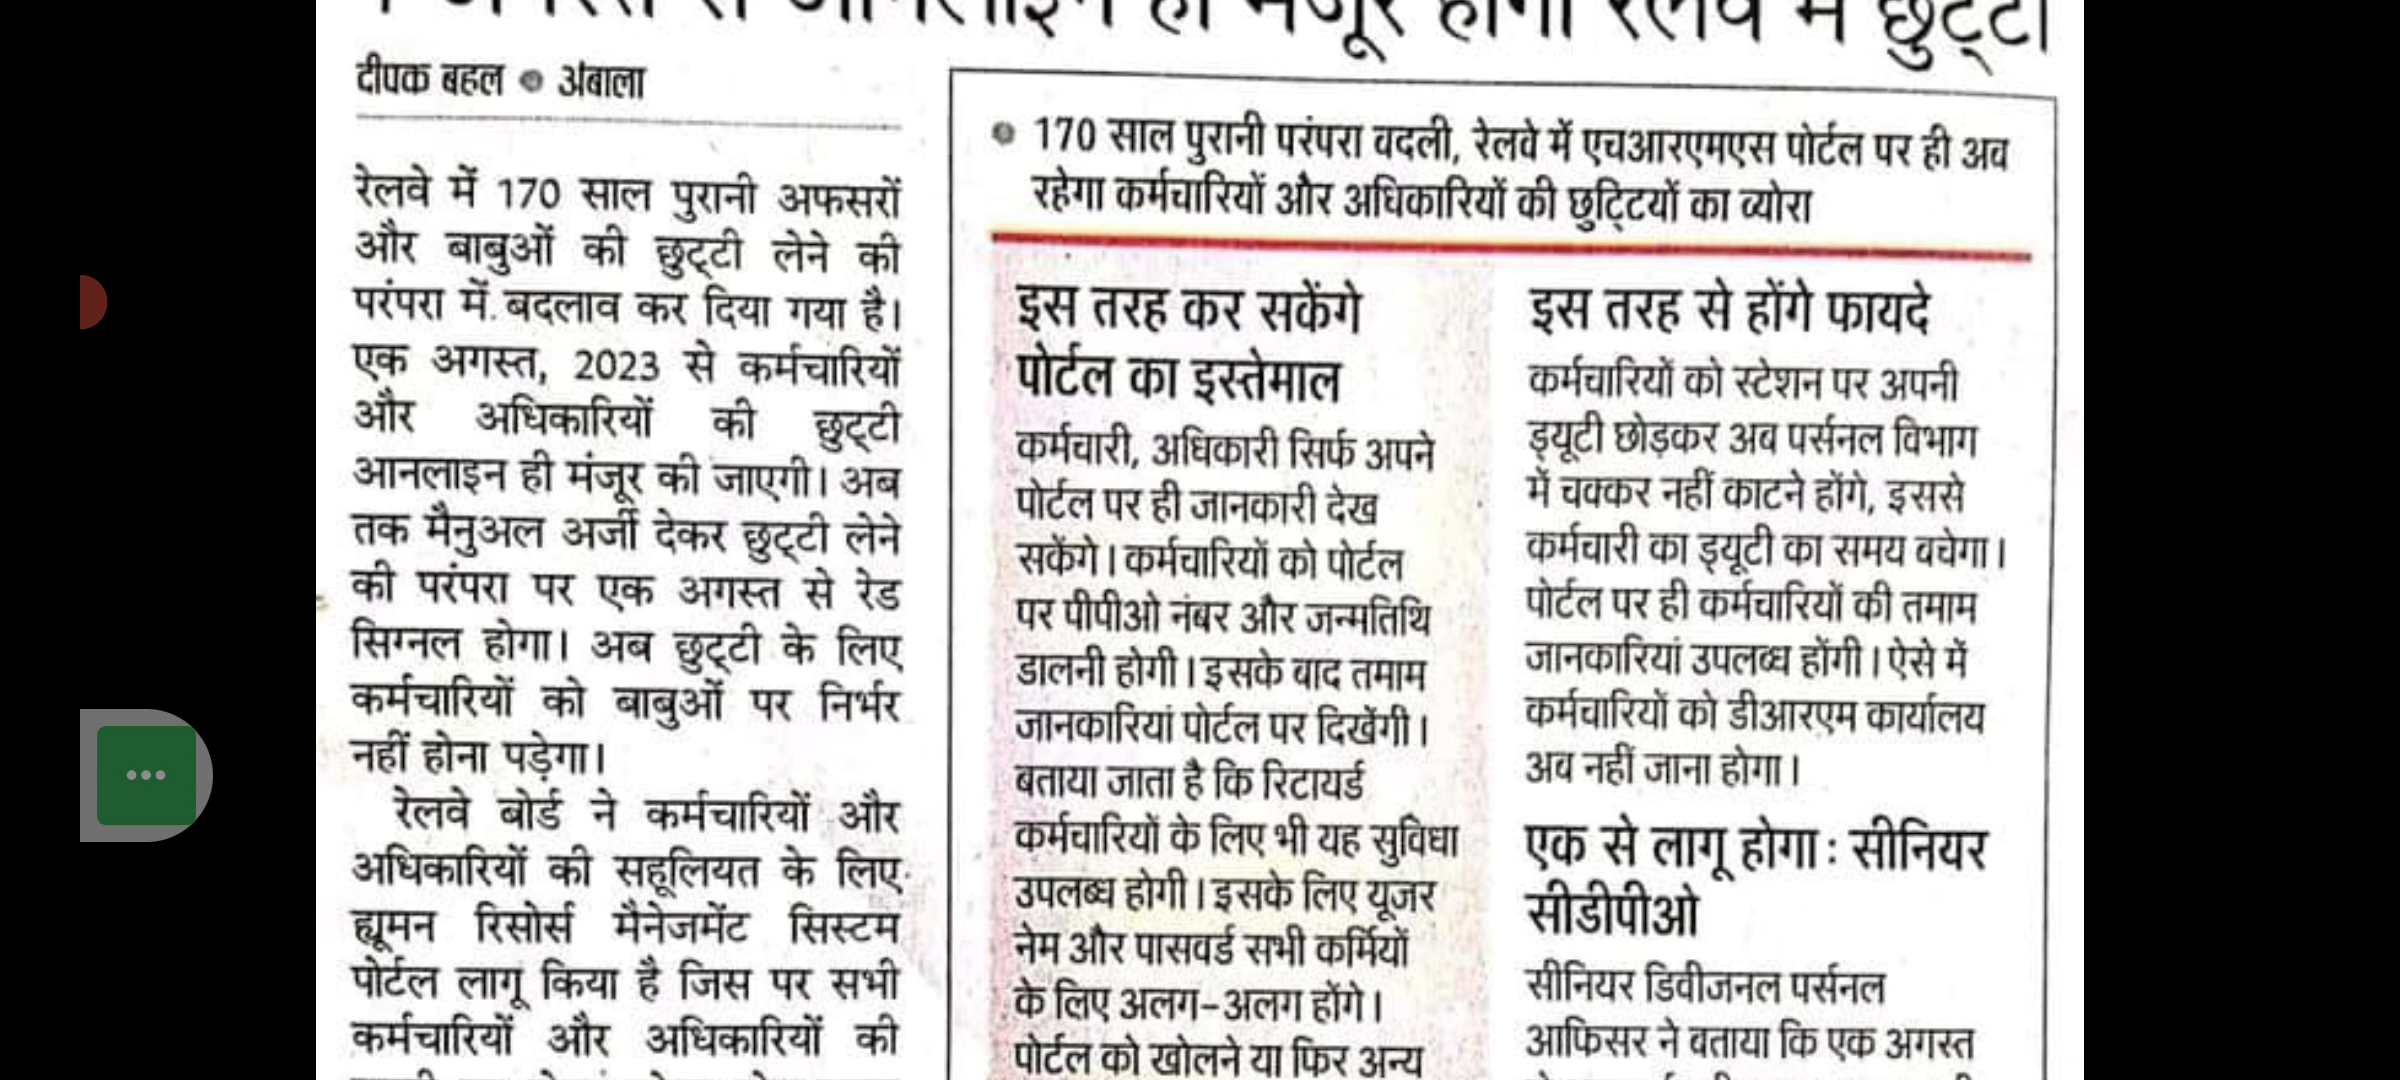 अगस्त से आनलाइन ही मंजूर होगी रेलवे में छुट्टी
दीपक बहल ● अंबाला
रेलवे में 170 साल पुरानी अफसरों
और बाबुओं की छुट्टी लेने की
परंपरा में बदलाव कर दिया गया है।
एक अगस्त, 2023 से कर्मचारियों
और अधिकारियों की छुट्टी
आनलाइन ही मंजूर की जाएगी। अब
तक मैनुअल अर्जी देकर छुट्टी लेने
की परंपरा पर एक अगस्त से रेड
सिग्नल होगा। अब छुट्टी के लिए
कर्मचारियों को बाबुओं पर निर्भर
नहीं होना पड़ेगा।
रेलवे बोर्ड ने कर्मचारियों और
अधिकारियों की सहूलियत के लिए
ह्यूमन रिसोर्स मैनेजमेंट सिस्टम
पोर्टल लागू किया है जिस पर सभी
कर्मचारियों और अधिकारियों की
● 170 साल पुरानी परंपरा बदली, रेलवे में एचआरएमएस पोर्टल पर ही अब
रहेगा कर्मचारियों और अधिकारियों की छुट्टियों का ब्योरा
इस तरह कर सकेंगे
पोर्टल का इस्तेमाल
कर्मचारी, अधिकारी सिर्फ अपने
पोर्टल पर ही जानकारी देख
सकेंगे। कर्मचारियों को पोर्टल
पर पीपीओ नंबर और जन्मतिथि
डालनी होगी। इसके बाद तमाम
जानकारियां पोर्टल पर दिखेंगी।
बताया जाता है कि रिटायर्ड
कर्मचारियों के लिए भी यह सुविधा
उपलब्ध होगी। इसके लिए यूजर
नेम और पासवर्ड सभी कर्मियों
के लिए अलग-अलग होंगे।
पोर्टल को खोलने या फिर अन्य
इस तरह से होंगे फायदे
कर्मचारियों को स्टेशन पर अपनी
ड्यूटी छोड़कर अब पर्सनल विभाग
में चक्कर नहीं काटने होंगे, इससे
कर्मचारी का ड्यूटी का समय बचेगा।
पोर्टल पर ही कर्मचारियों की तमाम
जानकारियां उपलब्ध होंगी। ऐसे में
कर्मचारियों को डीआरएम कार्यालय
अब नहीं जाना होगा।
एक से लागू होगा : सीनियर
सीडीपीओ
सीनियर डिवीजनल पर्सनल
आफिसर ने बताया कि एक अगस्त